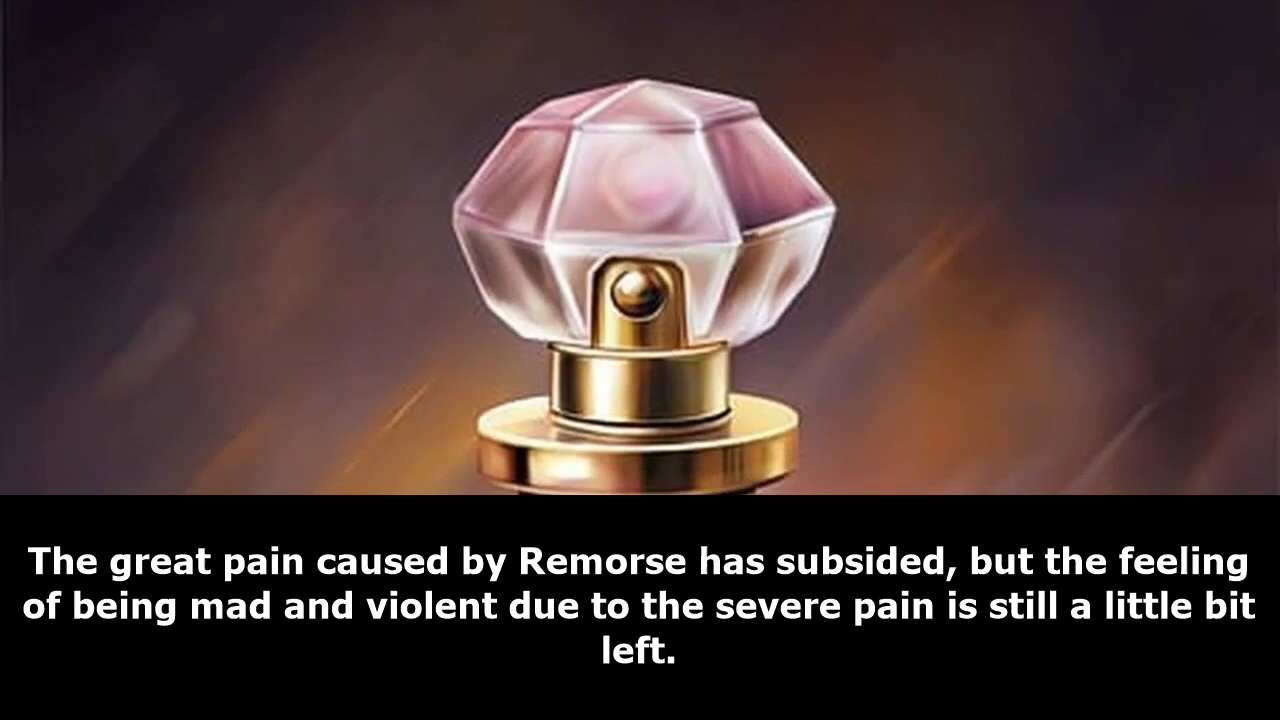 The great pain caused by Remorse has subsided, but the feeling
of being mad and violent due to the severe pain is still a little bit
left.